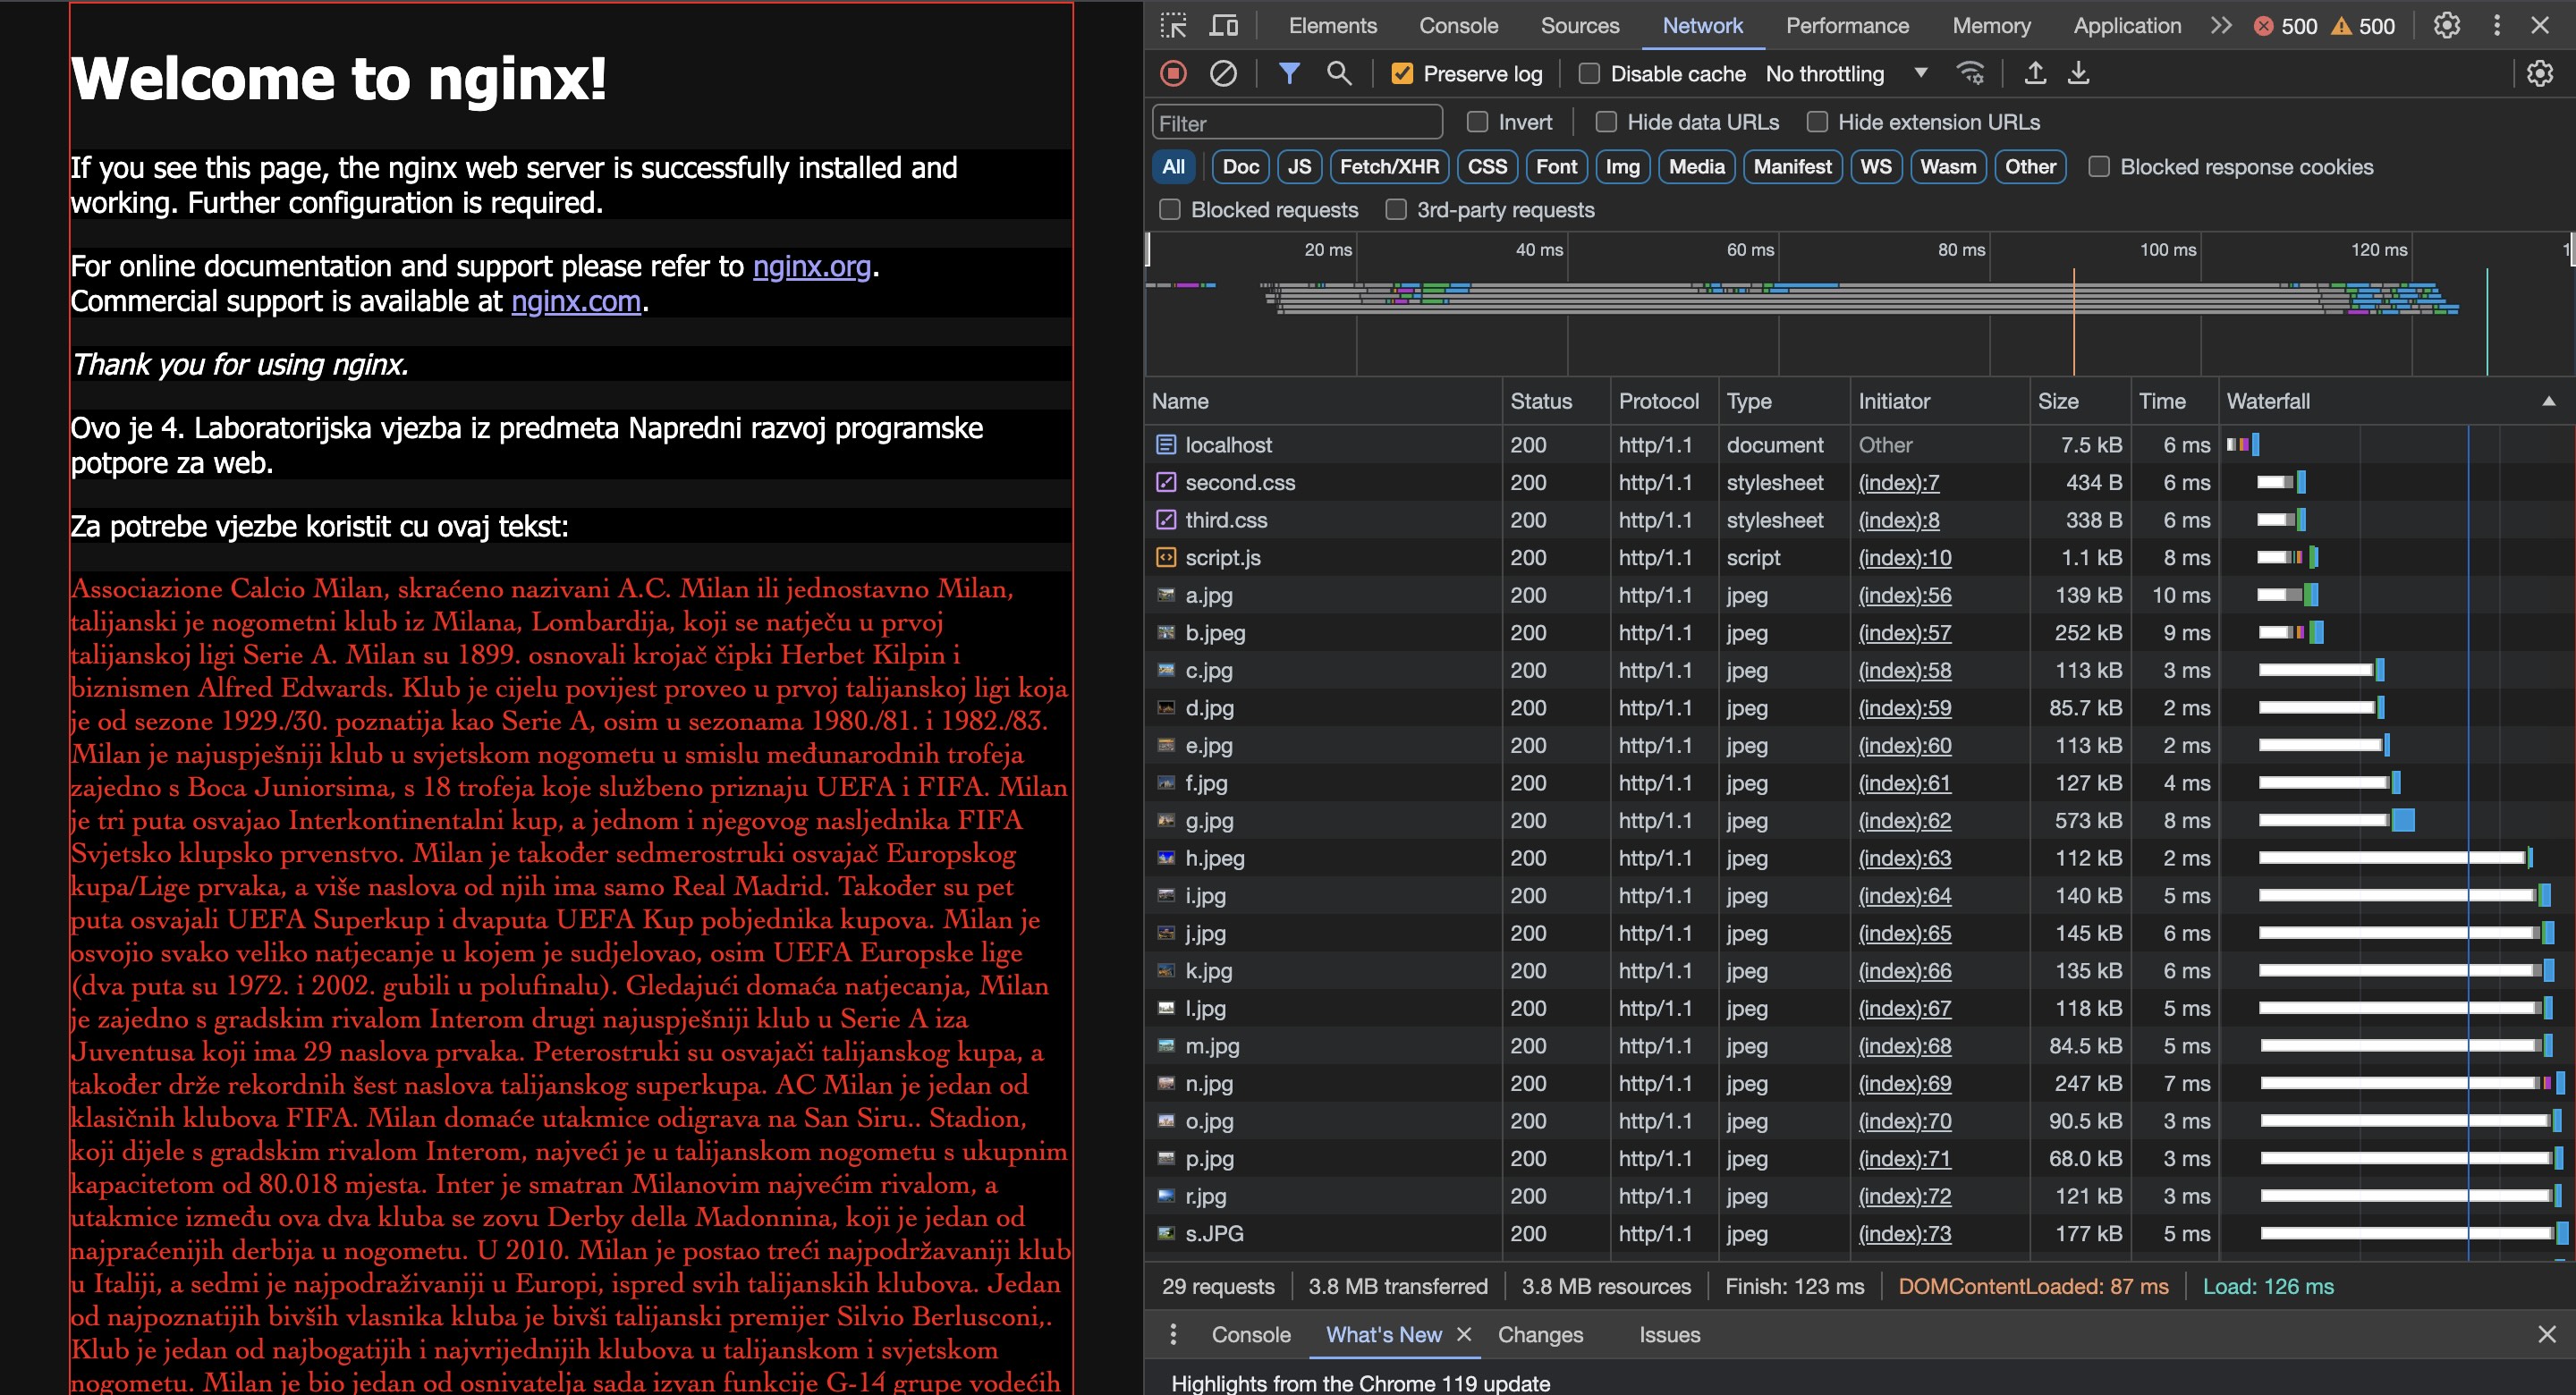 Welcome to nginx!
If you see this page, the nginx web server is successfully installed and
working. Further configuration is required.
For online documentation and support please refer to nginx.org.
Commercial support is available at nginx.com.
Thank you for using nginx.
Ovo je 4. Laboratorijska vjezba iz predmeta Napredni razvoj programske
potpore za web.
Za potrebe vjezbe koristit cu ovaj tekst:
Associazione Calcio Milan, skraćeno nazivani A.C. Milan ili jednostavno Milan,
talijanski je nogometni klub iz Milana, Lombardija, koji se natječu u prvoj
talijanskoj ligi Serie A. Milan su 1899. osnovali krojač čipki Herbet Kilpin i
biznismen Alfred Edwards. Klub je cijelu povijest proveo u prvoj talijanskoj ligi koja
je od sezone 1929./30. poznatija kao Serie A, osim u sezonama 1980./81. i 1982./83.
Milan je najuspješniji klub u svjetskom nogometu u smislu međunarodnih trofeja
zajedno s Boca Juniorsima, s 18 trofeja koje službeno priznaju UEFA i FIFA. Milan
je tri puta osvajao Interkontinentalni kup, a jednom i njegovog nasljednika FIFA
Svjetsko klupsko prvenstvo. Milan je također sedmerostruki osvajač Europskog
kupa/Lige prvaka, a više naslova od njih ima samo Real Madrid. Također su pet
puta osvajali UEFA Superkup i dvaputa UEFA Kup pobjednika kupova. Milan je
osvojio svako veliko natjecanje u kojem je sudjelovao, osim UEFA Europske lige
(dva puta su 1972. i 2002. gubili u polufinalu). Gledajući domaća natjecanja, Milan
je zajedno s gradskim rivalom Interom drugi najuspješniji klub u Serie A iza
Juventusa koji ima 29 naslova prvaka. Peterostruki su osvajači talijanskog kupa, a
također drže rekordnih šest naslova talijanskog superkupa. AC Milan je jedan od
klasičnih klubova FIFA. Milan domaće utakmice odigrava na San Siru.. Stadion,
koji dijele s gradskim rivalom Interom, najveći je u talijanskom nogometu s ukupnim
kapacitetom od 80.018 mjesta. Inter je smatran Milanovim najvećim rivalom, a
utakmice između ova dva kluba se zovu Derby della Madonnina, koji je jedan od
najpraćenijih derbija u nogometu. U 2010. Milan je postao treći najpodržavaniji klub
u Italiji, a sedmi je najpodraživaniji u Europi, ispred svih talijanskih klubova. Jedan
od najpoznatijih bivših vlasnika kluba je bivši talijanski premijer Silvio Berlusconi,.
Klub je jedan od najbogatijih i najvrijednijih klubova u talijanskom i svjetskom
nogometu. Milan je bio jedan od osnivatelja sada izvan funkcije G-14 grupe vodećih
Elements Console Sources Network Performance Memory Application 500 500
Preserve log Disable cache No throttling
Filter Invert Hide data URLs Hide extension URLs
All Doc JS Fetch/XHR CSS Font Img Media Manifest WS Wasm Other Blocked response cookies
Blocked requests 3rd-party requests
20 ms 40 ms 60 ms 80 ms 100 ms 120 ms 1
Name Status Protocol Type Initiator Size Time Waterfall
localhost 200 http/1.1 document Other 7.5 kB 6 ms
second.css 200 http/1.1 stylesheet (index):7 434 B 6 ms
third.css 200 http/1.1 stylesheet (index):8 338 B 6 ms
script.js 200 http/1.1 script (index):10 1.1 kB 8 ms
a.jpg 200 http/1.1 jpeg (index):56 139 kB 10 ms
b.jpeg 200 http/1.1 jpeg (index):57 252 kB 9 ms
c.jpg 200 http/1.1 jpeg (index):58 113 kB 3 ms
d.jpg 200 http/1.1 jpeg (index):59 85.7 kB 2 ms
e.jpg 200 http/1.1 jpeg (index):60 113 kB 2 ms
f.jpg 200 http/1.1 jpeg (index):61 127 kB 4 ms
g.jpg 200 http/1.1 jpeg (index):62 573 kB 8 ms
h.jpeg 200 http/1.1 jpeg (index):63 112 kB 2 ms
i.jpg 200 http/1.1 jpeg (index):64 140 kB 5 ms
j.jpg 200 http/1.1 jpeg (index):65 145 kB 6 ms
k.jpg 200 http/1.1 jpeg (index):66 135 kB 6 ms
l.jpg 200 http/1.1 jpeg (index):67 118 kB 5 ms
m.jpg 200 http/1.1 jpeg (index):68 84.5 kB 5 ms
n.jpg 200 http/1.1 jpeg (index):69 247 kB 7 ms
o.jpg 200 http/1.1 jpeg (index):70 90.5 kB 3 ms
p.jpg 200 http/1.1 jpeg (index):71 68.0 kB 3 ms
r.jpg 200 http/1.1 jpeg (index):72 121 kB 3 ms
s.JPG 200 http/1.1 jpeg (index):73 177 kB 5 ms
29 requests 3.8 MB transferred 3.8 MB resources Finish: 123 ms DOMContentLoaded: 87 ms Load: 126 ms
Console What's New Changes Issues
Highlights from the Chrome 119 update